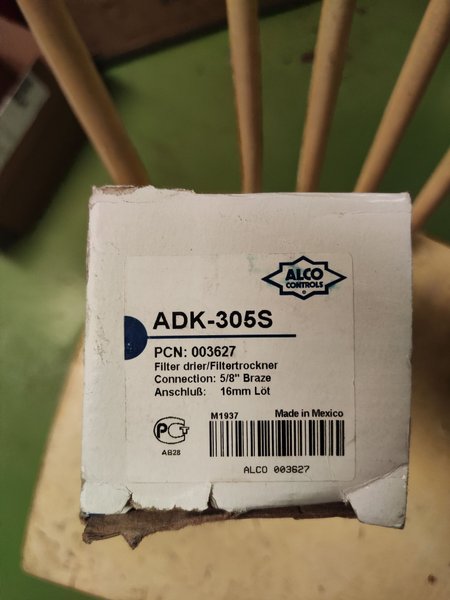 ALCO
CONTROLS
ADK-305S
PCN: 003627
Filter drier/Filtertrockner
Connection: 5/8" Braze
Anschluß: 16mm Löt
M1937 Made in Mexico
AB28
ALCO 003627